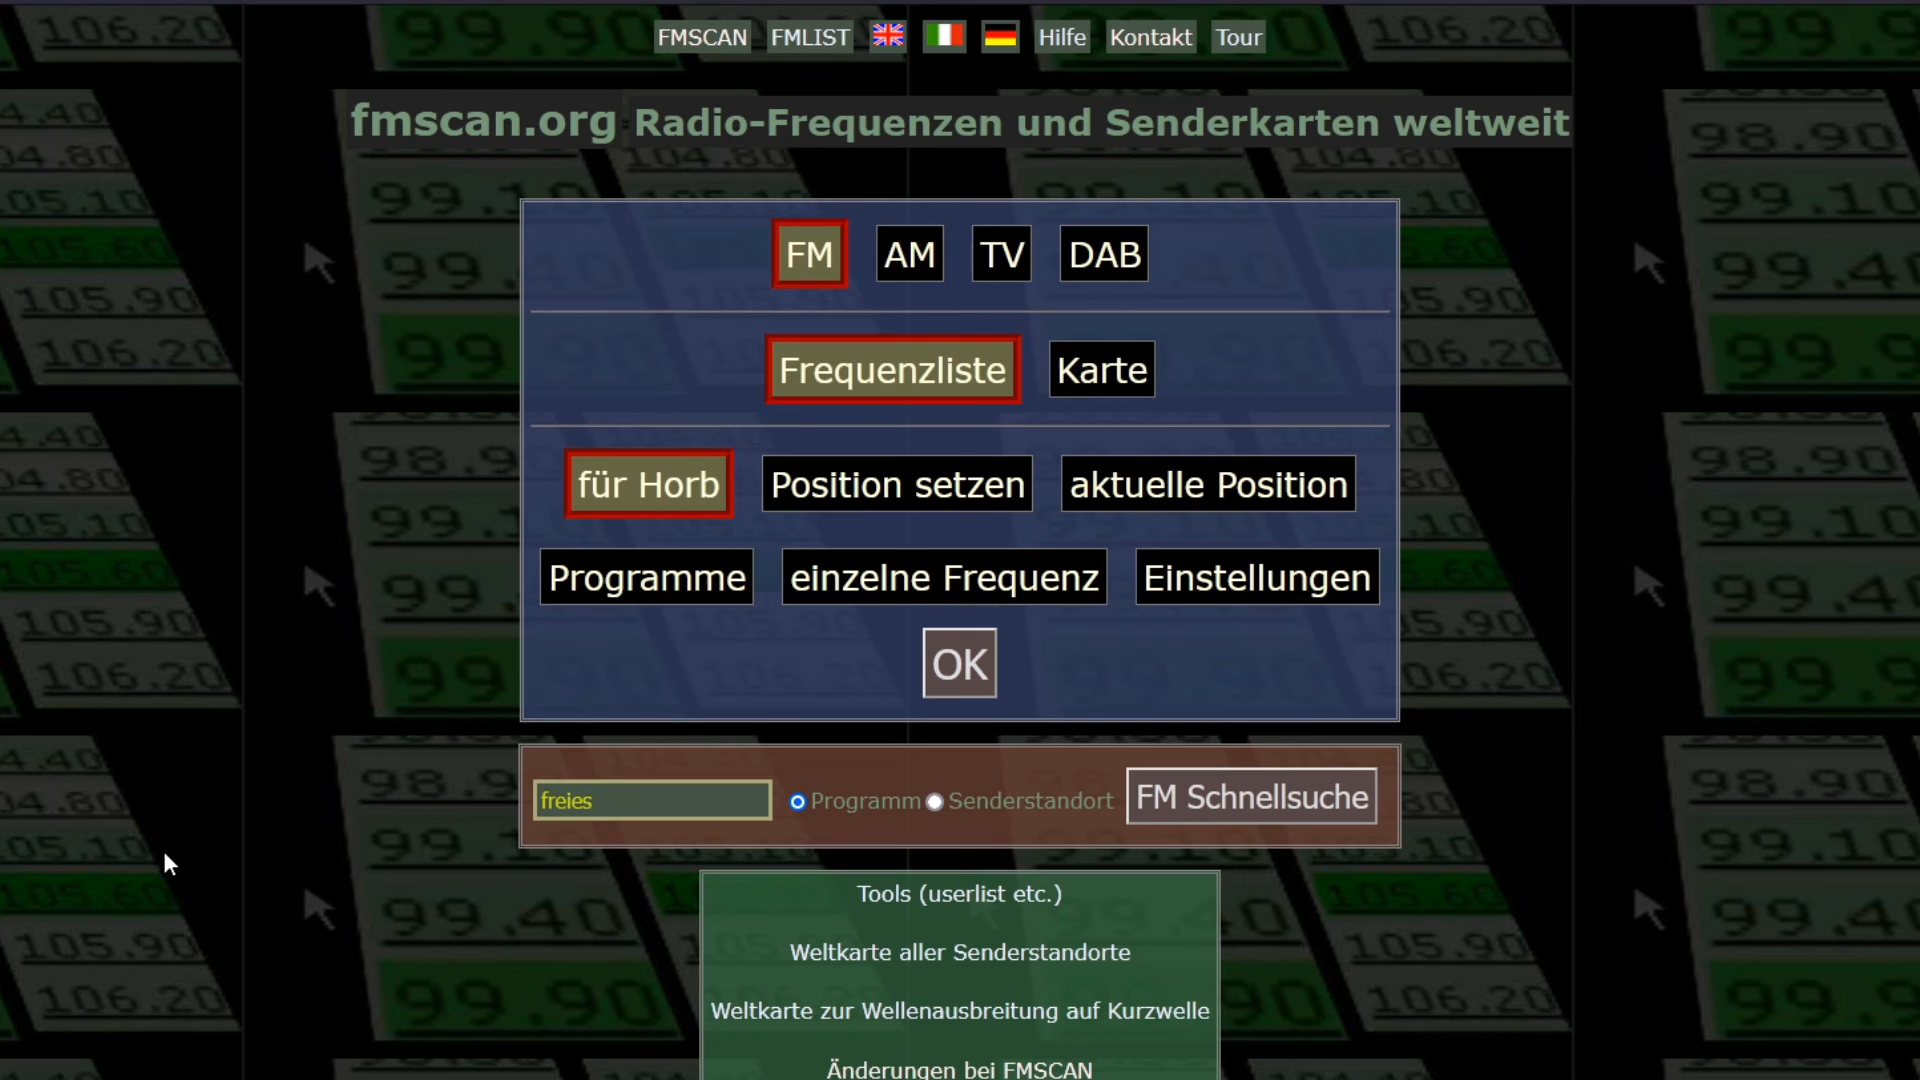 FMSCAN FMLIST Hilfe Kontakt Tour
fmscan.org - Radio-Frequenzen und Senderkarten weltweit
FM AM TV DAB
Frequenzliste Karte
für Horb Position setzen aktuelle Position
Programme einzelne Frequenz Einstellungen
OK
freies Programm Senderstandort FM Schnellsuche
Tools (userlist etc.)
Weltkarte aller Senderstandorte
Weltkarte zur Wellenausbreitung auf Kurzwelle
Änderungen bei FMSCAN